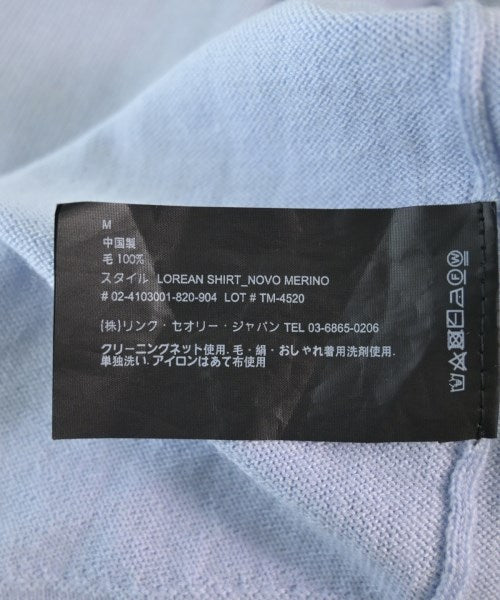 M
中国製
毛 100%
スタイル LOREAN SHIRT_NOVO MERINO
# 02-4103001-820-904 LOT # TM-4520
(株)リンク・セオリー・ジャパン TEL 03-6865-0206
クリーニングネット使用. 毛・絹・おしゃれ着用洗剤使用.
単独洗い. アイロンはあて布使用